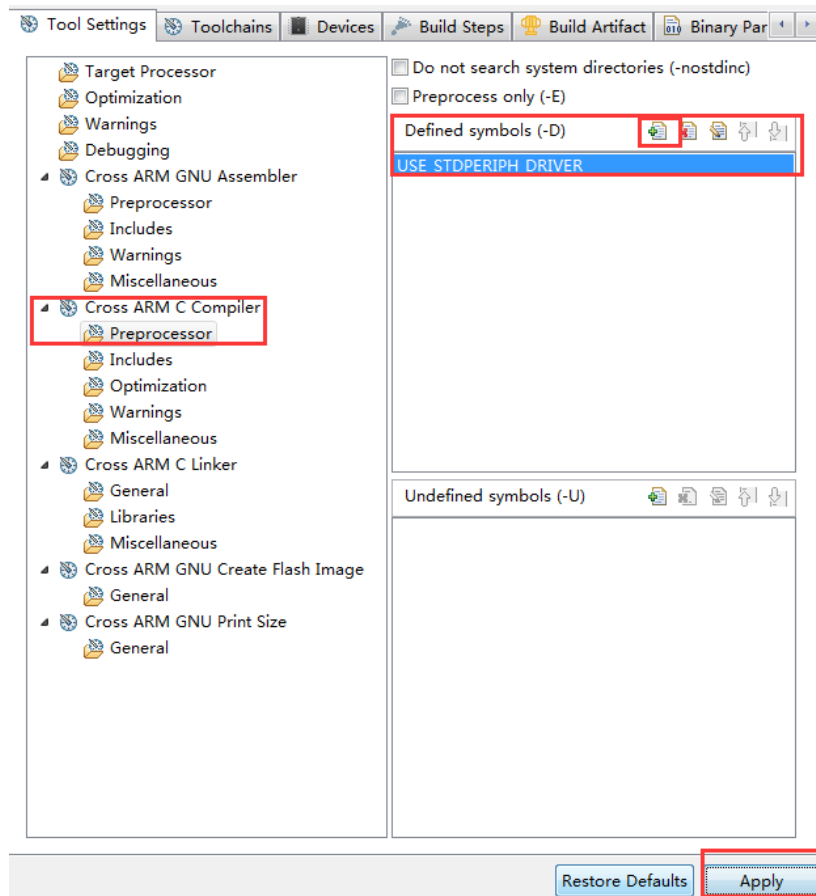 Tool Settings Toolchains Devices Build Steps Build Artifact Binary Par
Target Processor
Optimization
Warnings
Debugging
Cross ARM GNU Assembler
Preprocessor
Includes
Warnings
Miscellaneous
Cross ARM C Compiler
Preprocessor
Includes
Optimization
Warnings
Miscellaneous
Cross ARM C Linker
General
Libraries
Miscellaneous
Cross ARM GNU Create Flash Image
General
Cross ARM GNU Print Size
General
Do not search system directories (-nostdinc)
Preprocess only (-E)
Defined symbols (-D)
USE_STDPERIPH_DRIVER
Undefined symbols (-U)
Restore Defaults Apply